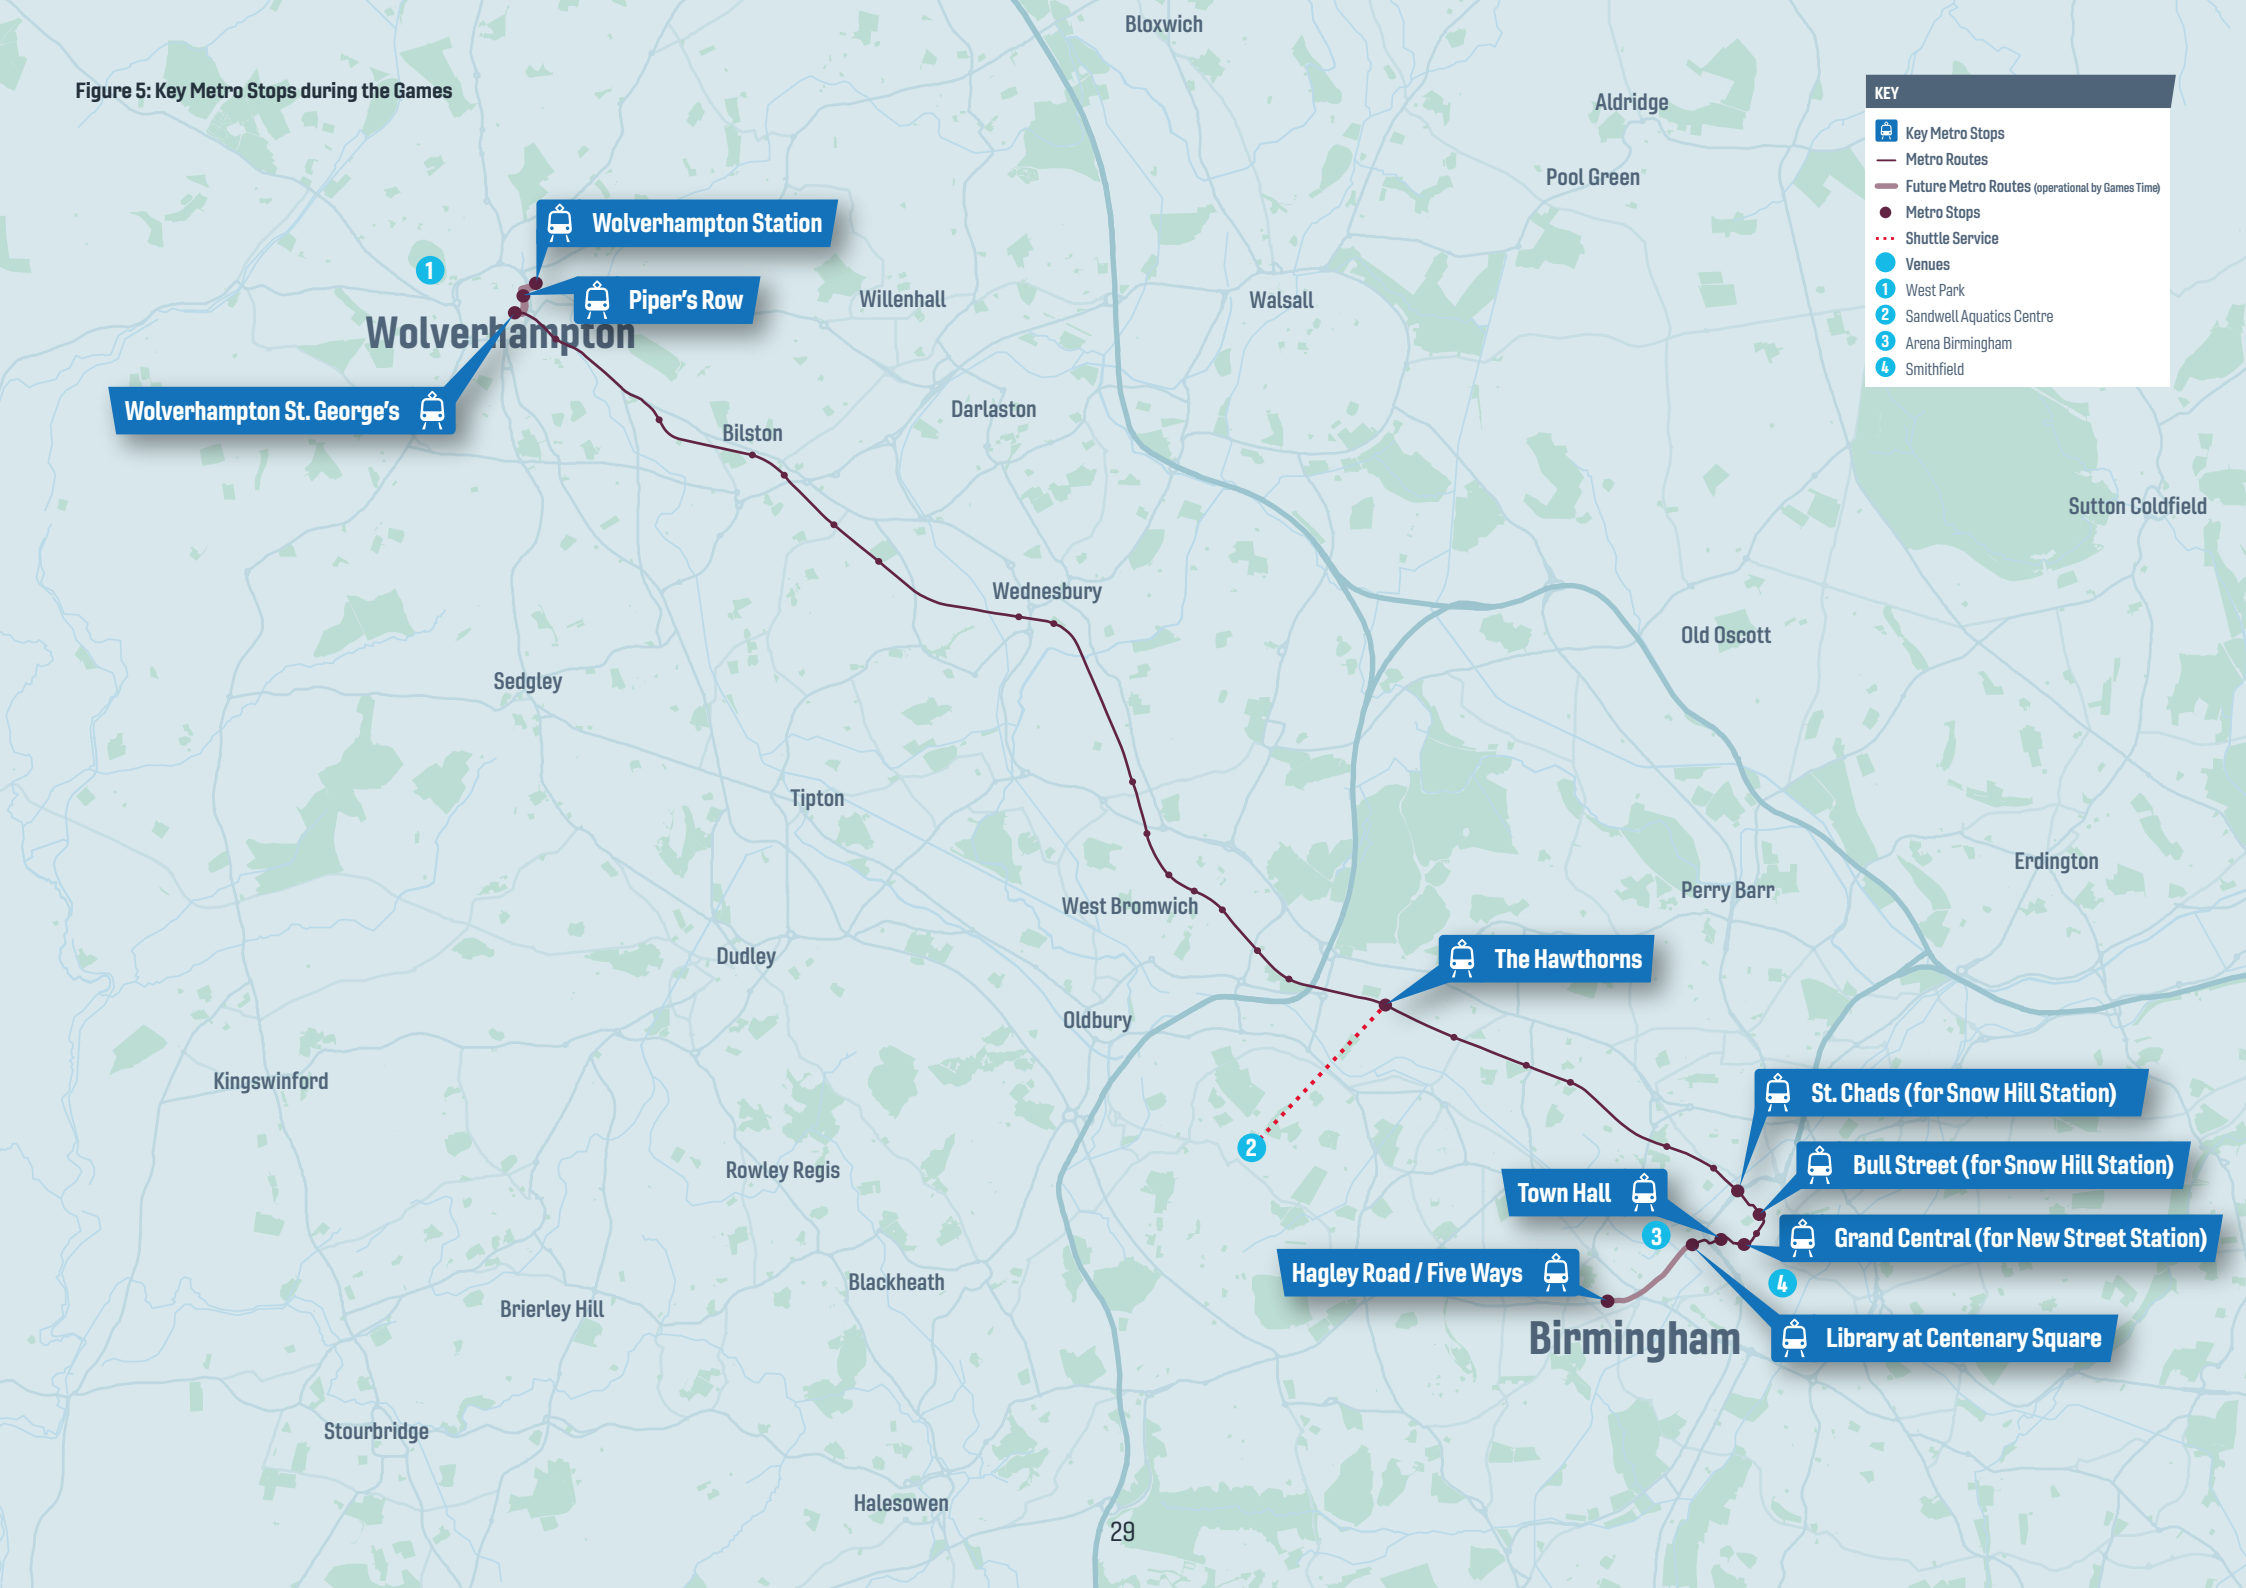 Bloxwich
Figure 5: Key Metro Stops during the Games
Aldridge
Pool Green
KEY
Key Metro Stops
Metro Routes
Future Metro Routes (operational by Games Time)
Metro Stops
Shuttle Service
Venues
1 West Park
2 Sandwell Aquatics Centre
3 Arena Birmingham
4 Smithfield
Wolverhampton Station
1
Piper's Row
Willenhall
Walsall
Wolverhampton
Wolverhampton St. George's
Darlaston
Bilston
Sutton Coldfield
Wednesbury
Old Oscott
Sedgley
Tipton
Erdington
Perry Barr
West Bromwich
Dudley
The Hawthorns
Oldbury
Kingswinford
St. Chads (for Snow Hill Station)
2
Rowley Regis
Bull Street (for Snow Hill Station)
Town Hall
3
Grand Central (for New Street Station)
Hagley Road / Five Ways
4
Blackheath
Brierley Hill
Birmingham
Library at Centenary Square
Stourbridge
Halesowen
29